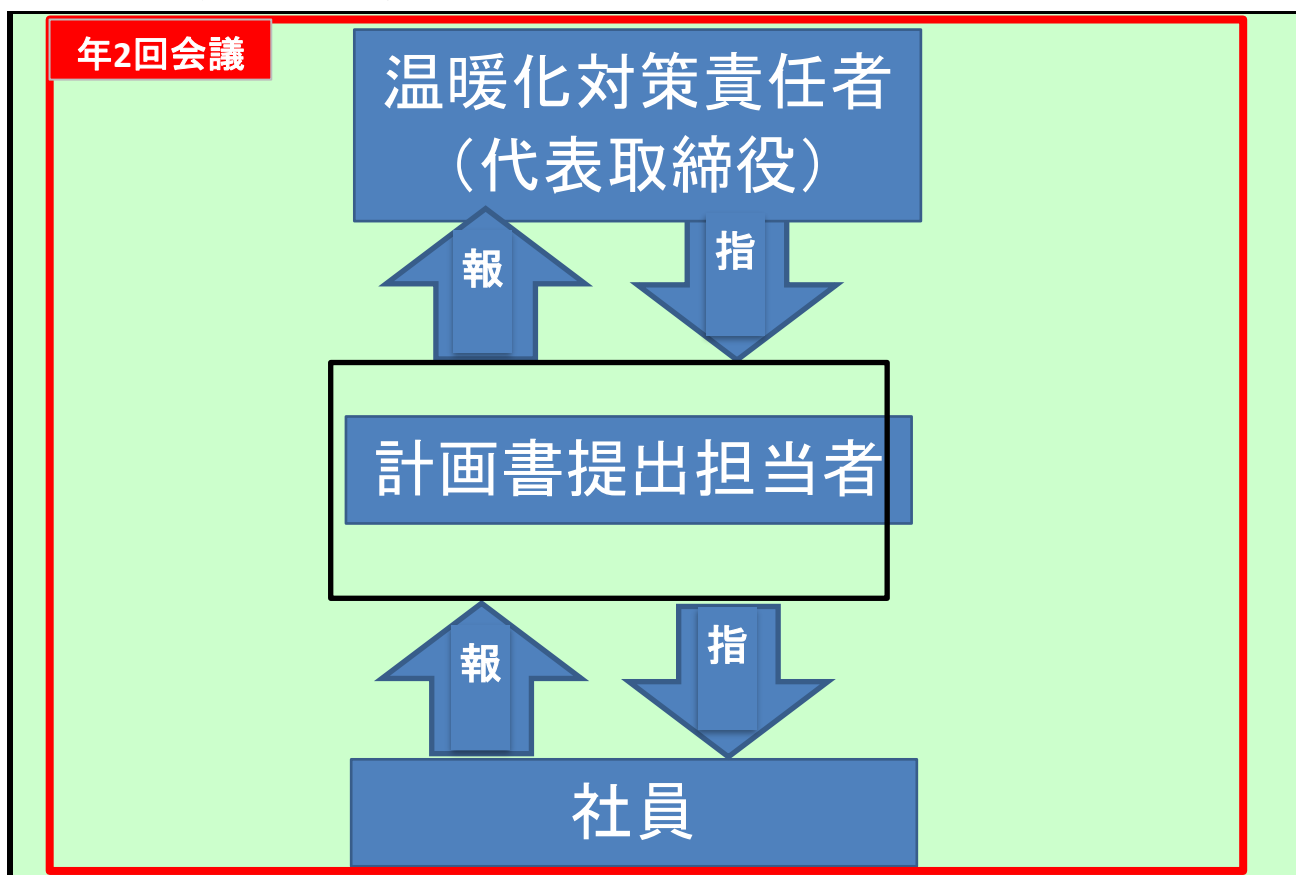 年2回会議
温暖化対策責任者
（代表取締役）
報
指
計画書提出担当者
報
指
社員